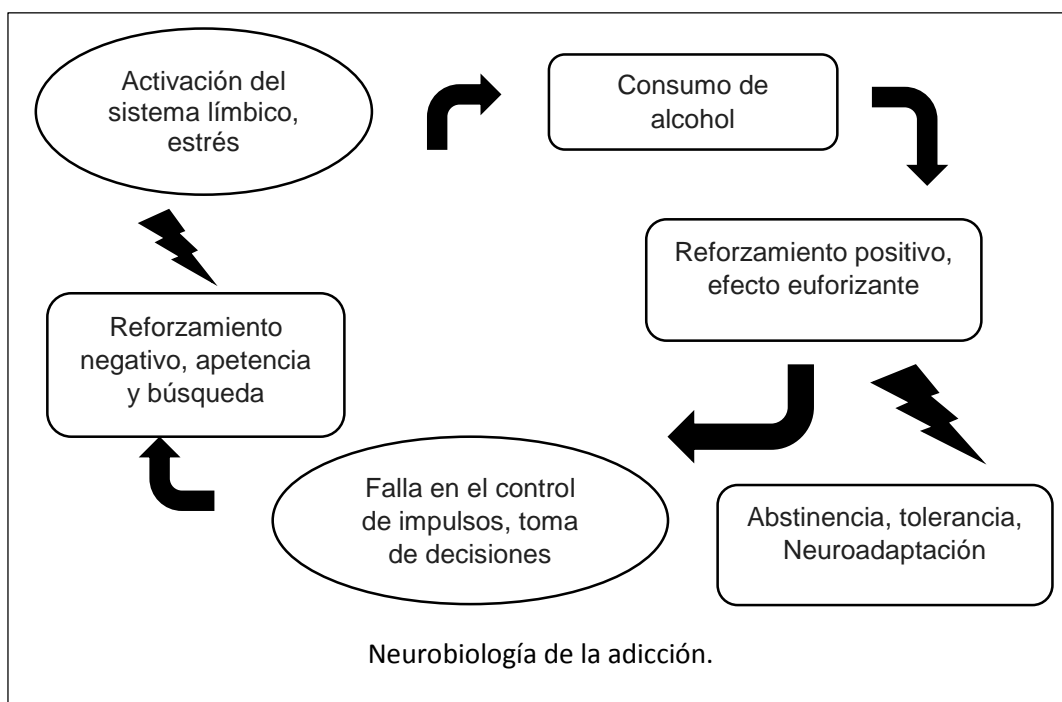 Activación del
sistema límbico,
estrés
Consumo de
alcohol
Reforzamiento positivo,
efecto euforizante
Abstinencia, tolerancia,
Neuroadaptación
Falla en el control
de impulsos, toma
de decisiones
Reforzamiento
negativo, apetencia
y búsqueda
Neurobiología de la adicción.